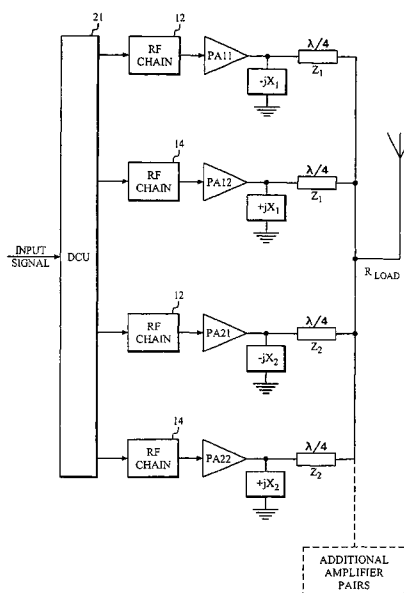 21
12
RF
CHAIN
PA11
-jX1
λ/4
Z1
14
RF
CHAIN
PA12
+jX1
λ/4
Z1
INPUT
SIGNAL
DCU
R LOAD
12
RF
CHAIN
PA21
-jX2
λ/4
Z2
14
RF
CHAIN
PA22
+jX2
λ/4
Z2
ADDITIONAL
AMPLIFIER
PAIRS